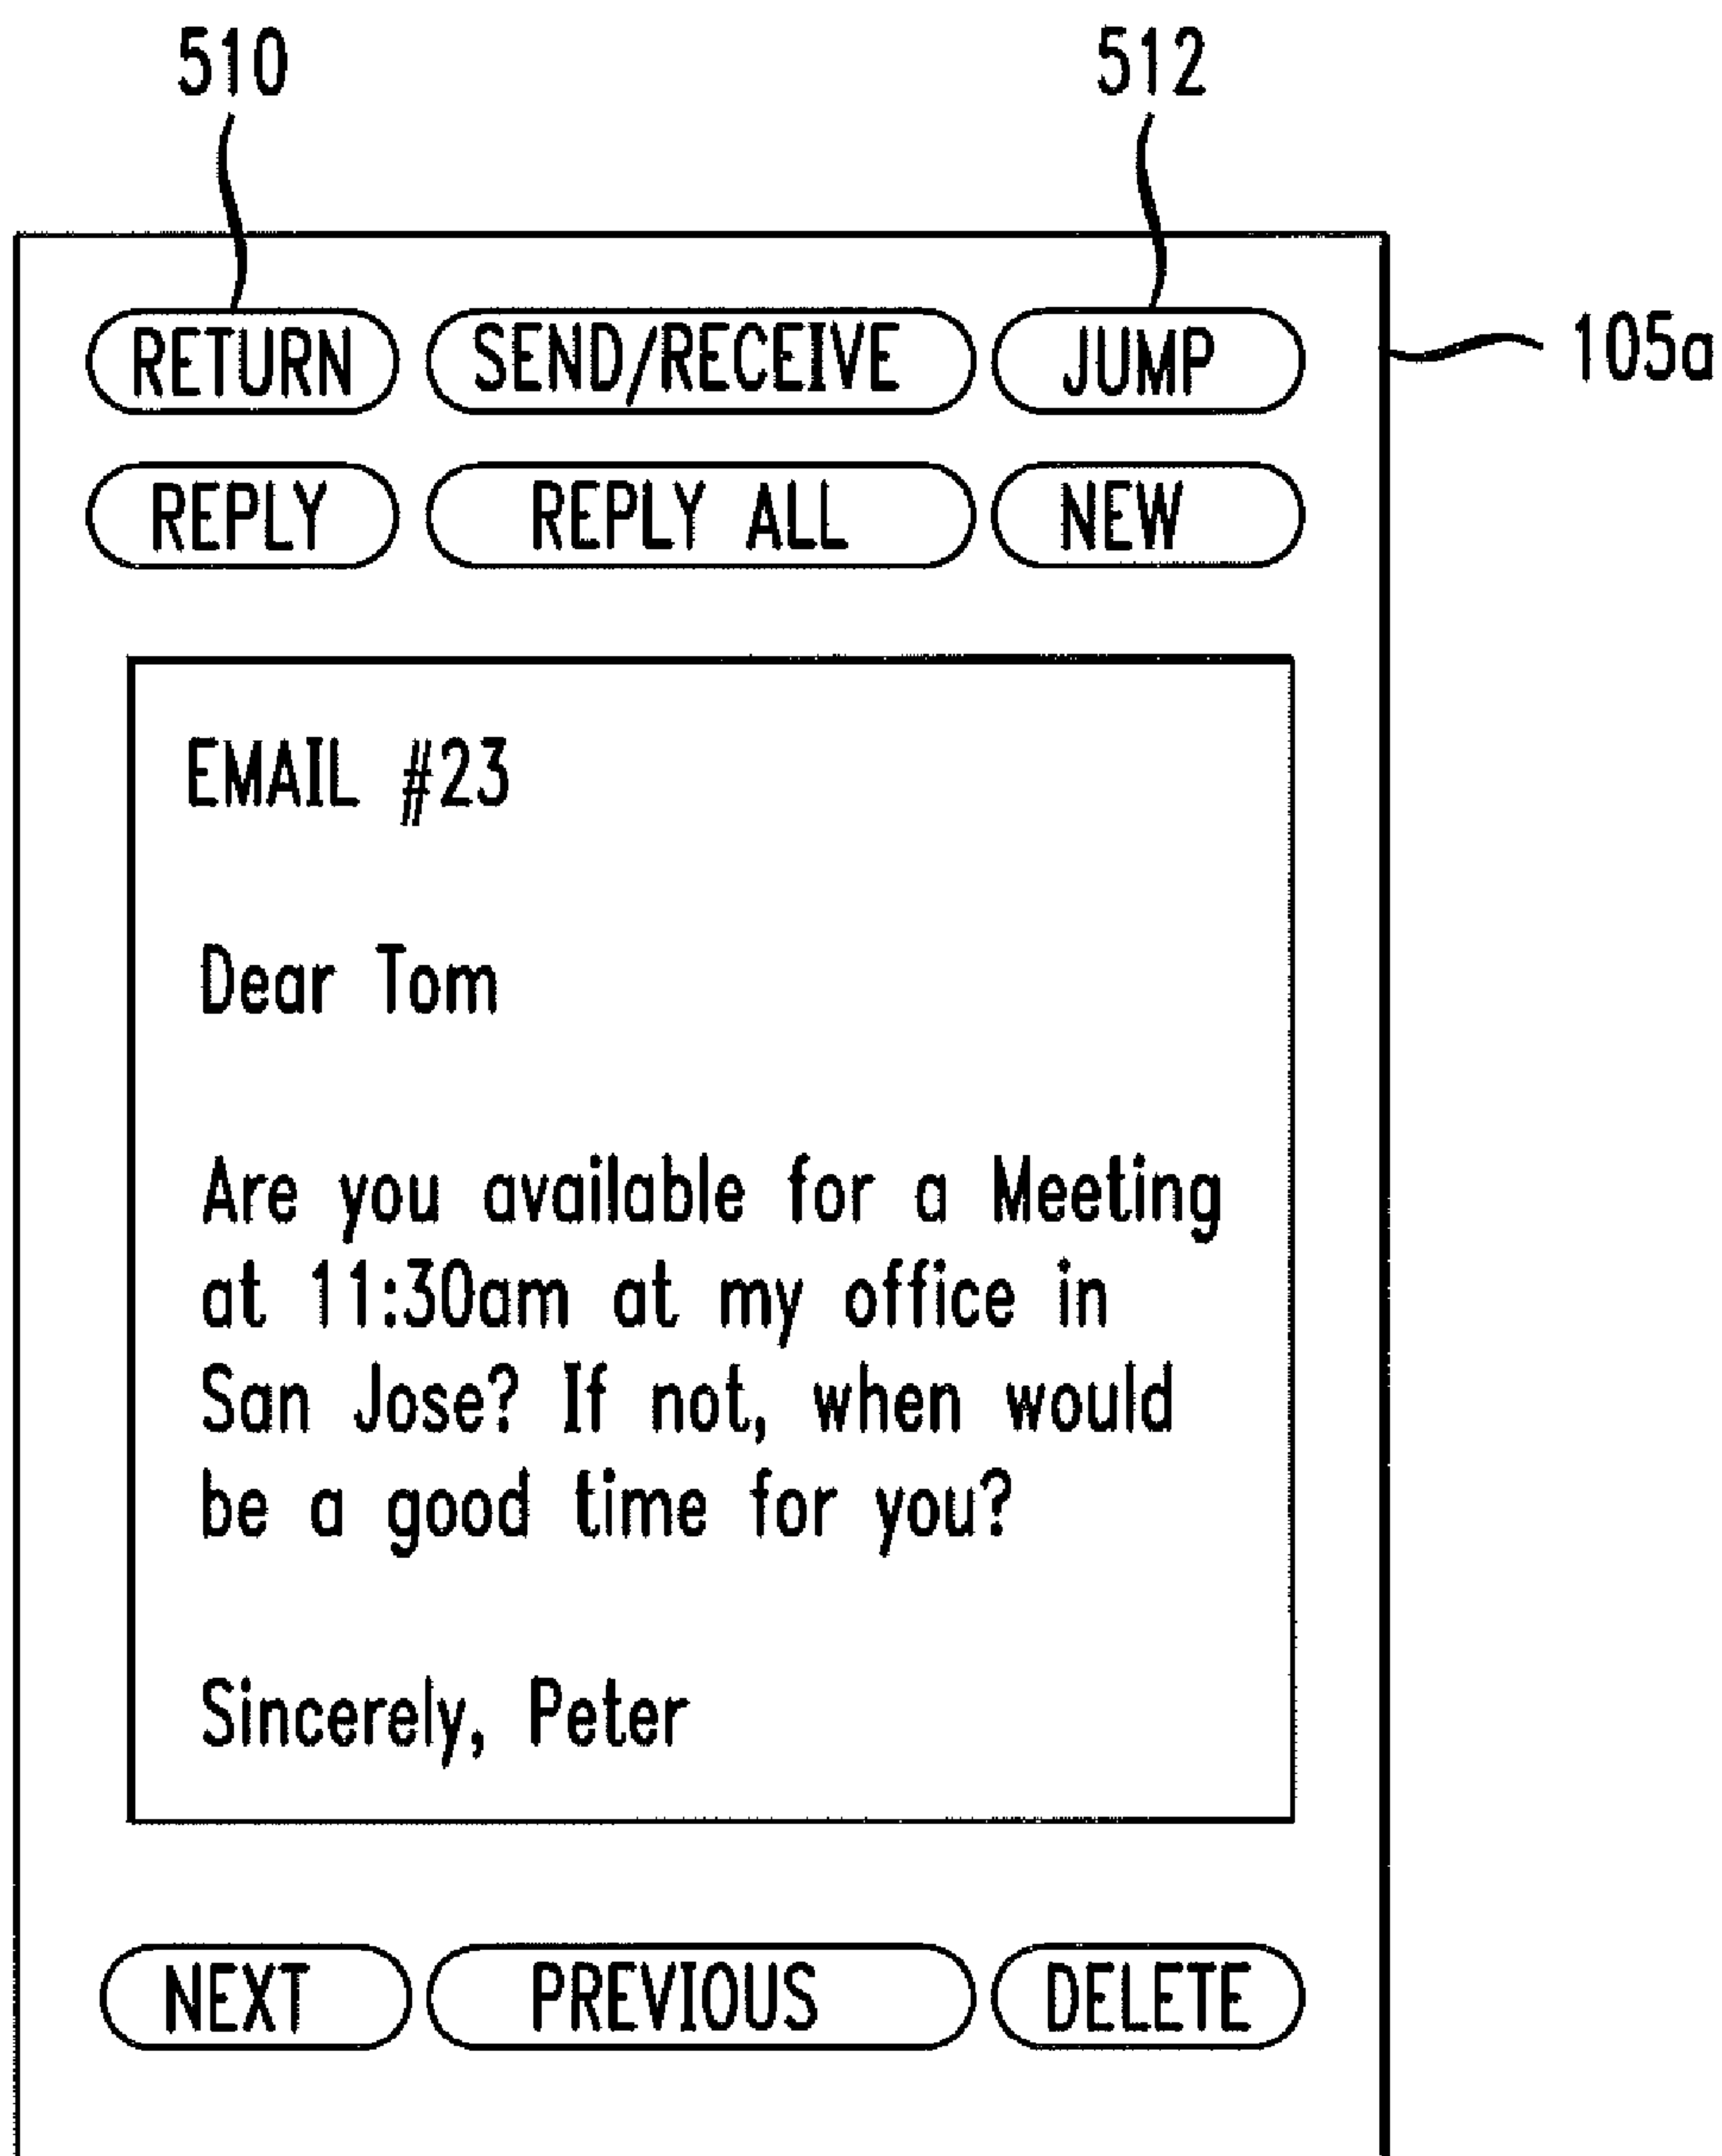 510 512
RETURN SEND/RECEIVE JUMP 105a
REPLY REPLY ALL NEW
EMAIL #23
Dear Tom
Are you available for a Meeting
at 11:30am at my office in
San Jose? If not, when would
be a good time for you?
Sincerely, Peter
NEXT PREVIOUS DELETE